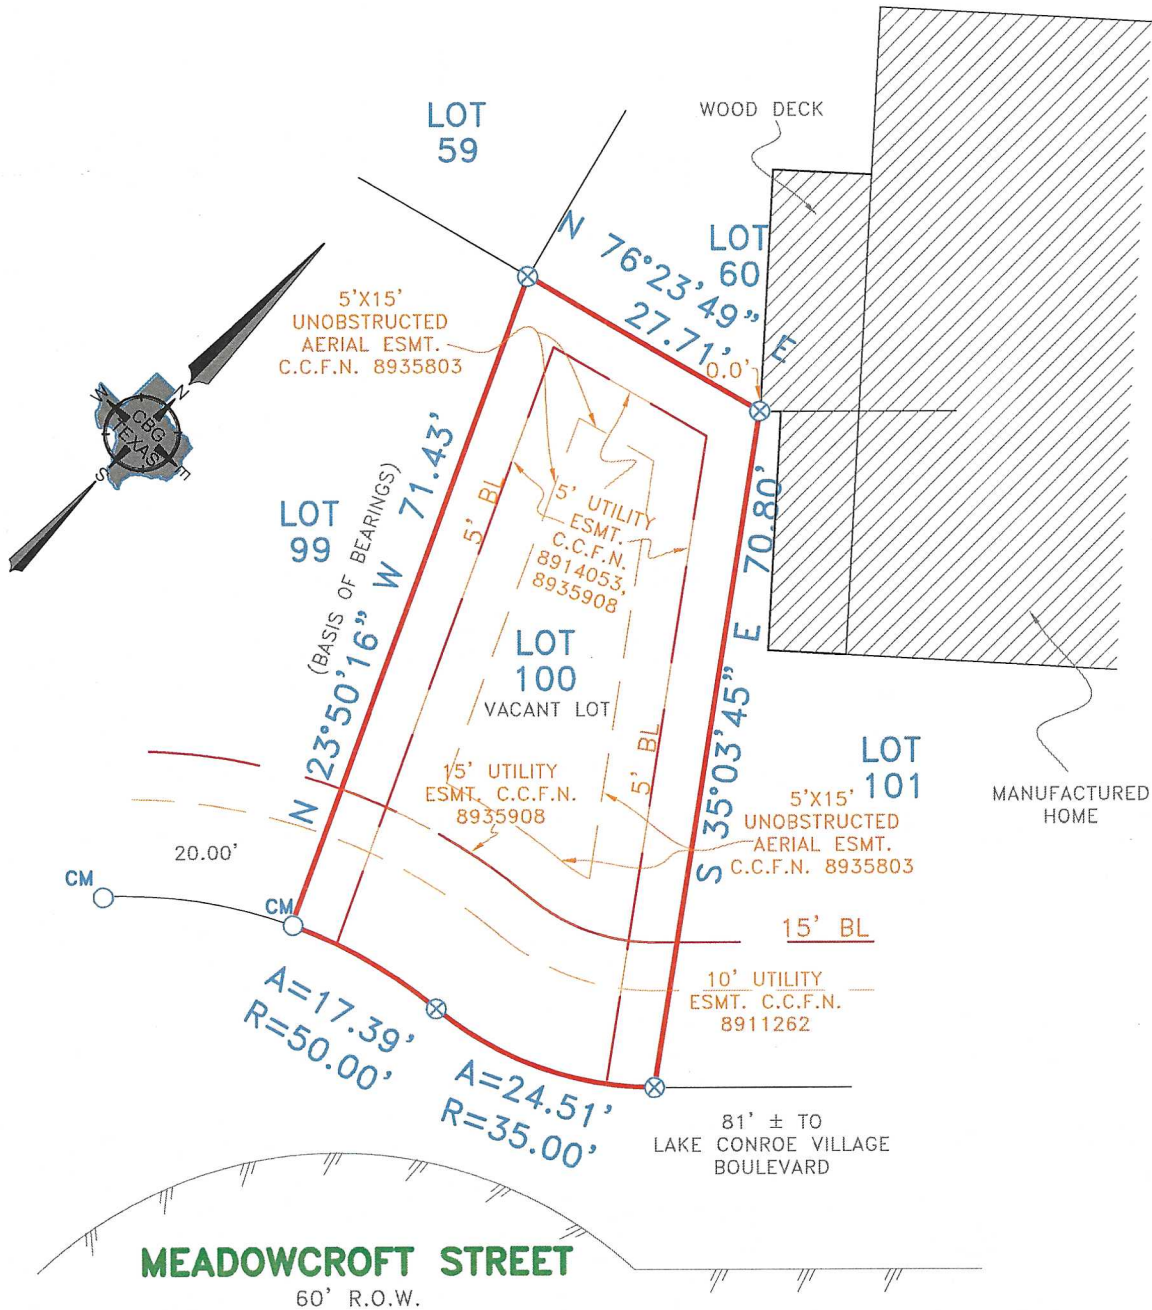 LOT
59
WOOD DECK
N 76°23'49" E
27.71'
LOT
60
0.0'
5'X15'
UNOBSTRUCTED
AERIAL ESMT.
C.C.F.N. 8935803
W
N
CBG
TEXAS
S
E
LOT
99
N 23°50'16" W 71.43'
(BASIS OF BEARINGS)
5' BL
5' UTILITY
ESMT.
C.C.F.N.
8914053,
8935908
S 35°03'45" E 70.80'
LOT
100
VACANT LOT
5' BL
LOT
101
MANUFACTURED
HOME
15' UTILITY
ESMT. C.C.F.N.
8935908
5'X15'
UNOBSTRUCTED
AERIAL ESMT.
C.C.F.N. 8935803
20.00'
CM
CM
15' BL
10' UTILITY
ESMT. C.C.F.N.
8911262
A=17.39'
R=50.00'
A=24.51'
R=35.00'
81' ± TO
LAKE CONROE VILLAGE
BOULEVARD
MEADOWCROFT STREET
60' R.O.W.